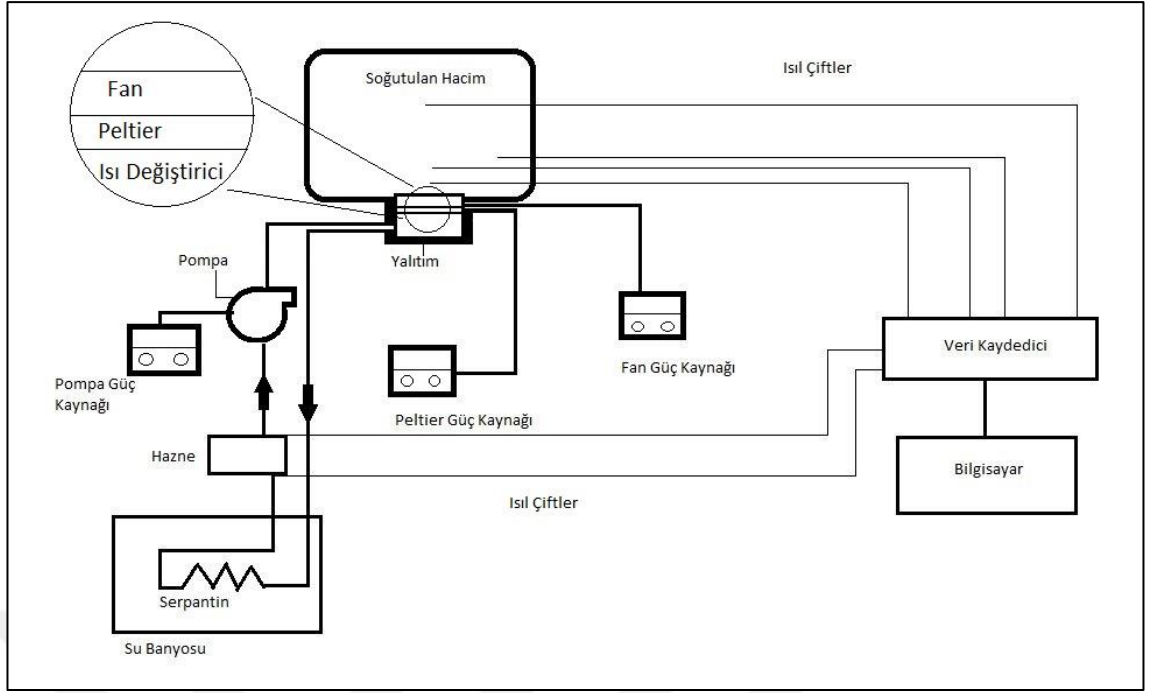 Fan
Peltier
Isı Değiştirici
Soğutulan Hacim
Isıl Çiftler
Yalıtım
Pompa
Pompa Güç
Kaynağı
Peltier Güç Kaynağı
Fan Güç Kaynağı
Veri Kaydedici
Bilgisayar
Hazne
Isıl Çiftler
Serpantin
Su Banyosu